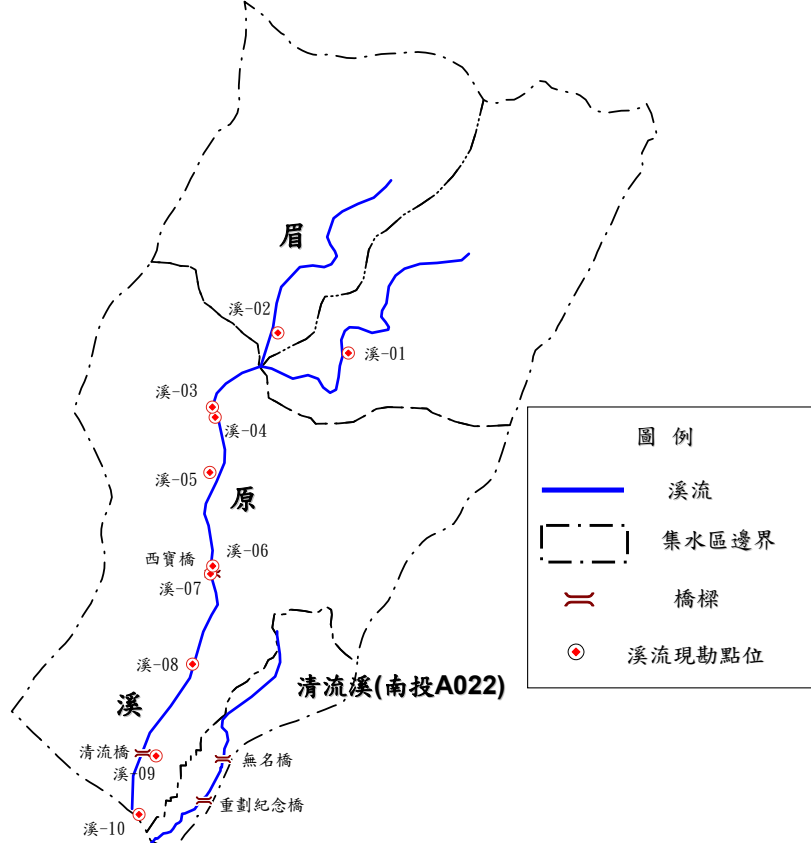 眉
溪-02
溪-01
溪-03
溪-04
溪-05
原
西寶橋
溪-06
溪-07
溪-08
清流溪(南投A022)
溪
清流橋
溪-09
無名橋
重劃紀念橋
溪-10
圖 例
溪流
集水區邊界
橋樑
溪流現勘點位